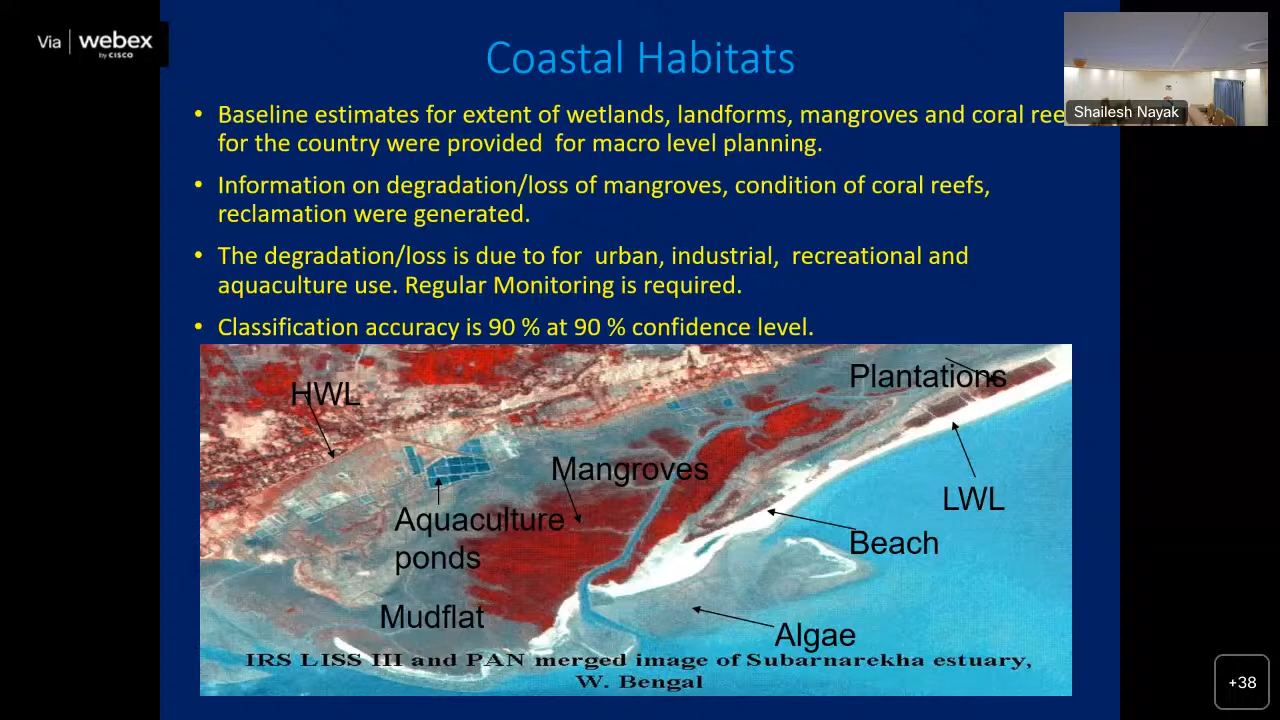 Via | webex
by CISCO
Coastal Habitats
Shailesh Nayak
• Baseline estimates for extent of wetlands, landforms, mangroves and coral ree
for the country were provided for macro level planning.
• Information on degradation/loss of mangroves, condition of coral reefs,
reclamation were generated.
• The degradation/loss is due to for urban, industrial, recreational and
aquaculture use. Regular Monitoring is required.
• Classification accuracy is 90 % at 90 % confidence level.
HWL
Plantations
Mangroves
LWL
Aquaculture
ponds
Beach
Mudflat
Algae
IRS LISS III and PAN merged image of Subarnarekha estuary,
W. Bengal
+38